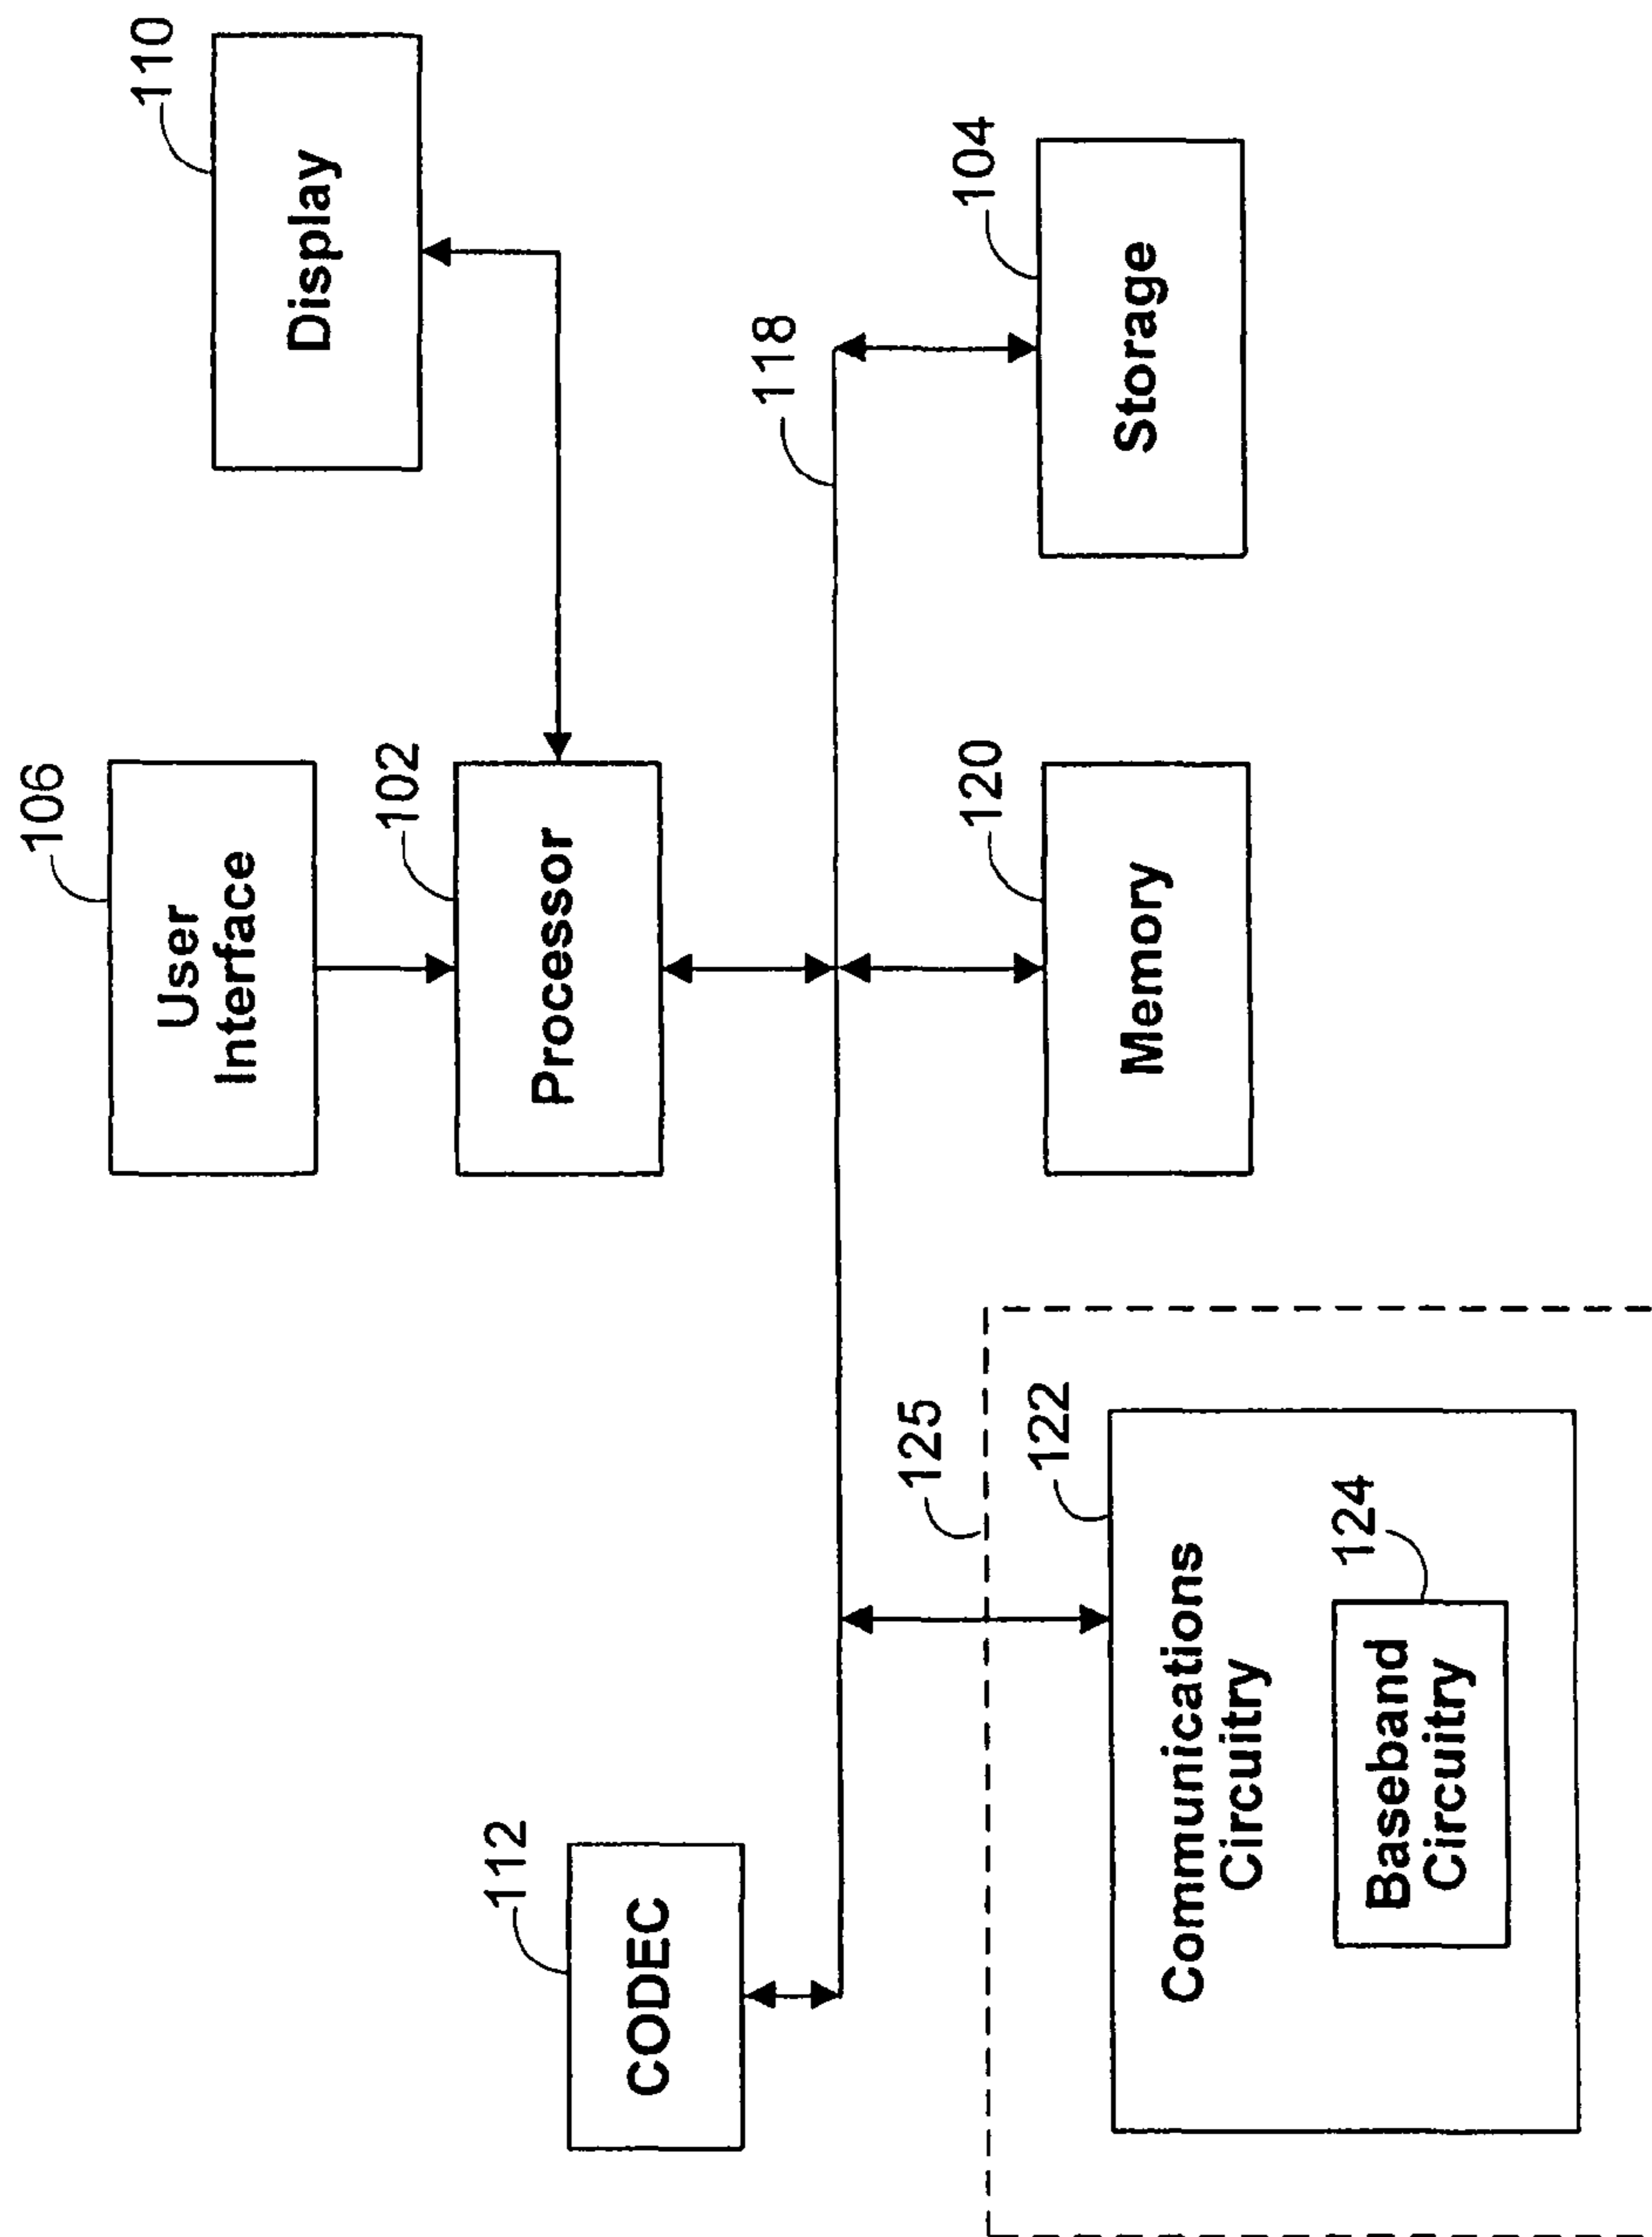 106
User
Interface
110
Display
102
Processor
112
CODEC
118
125
120
Memory
104
Storage
122
Communications
Circuitry
124
Baseband
Circuitry